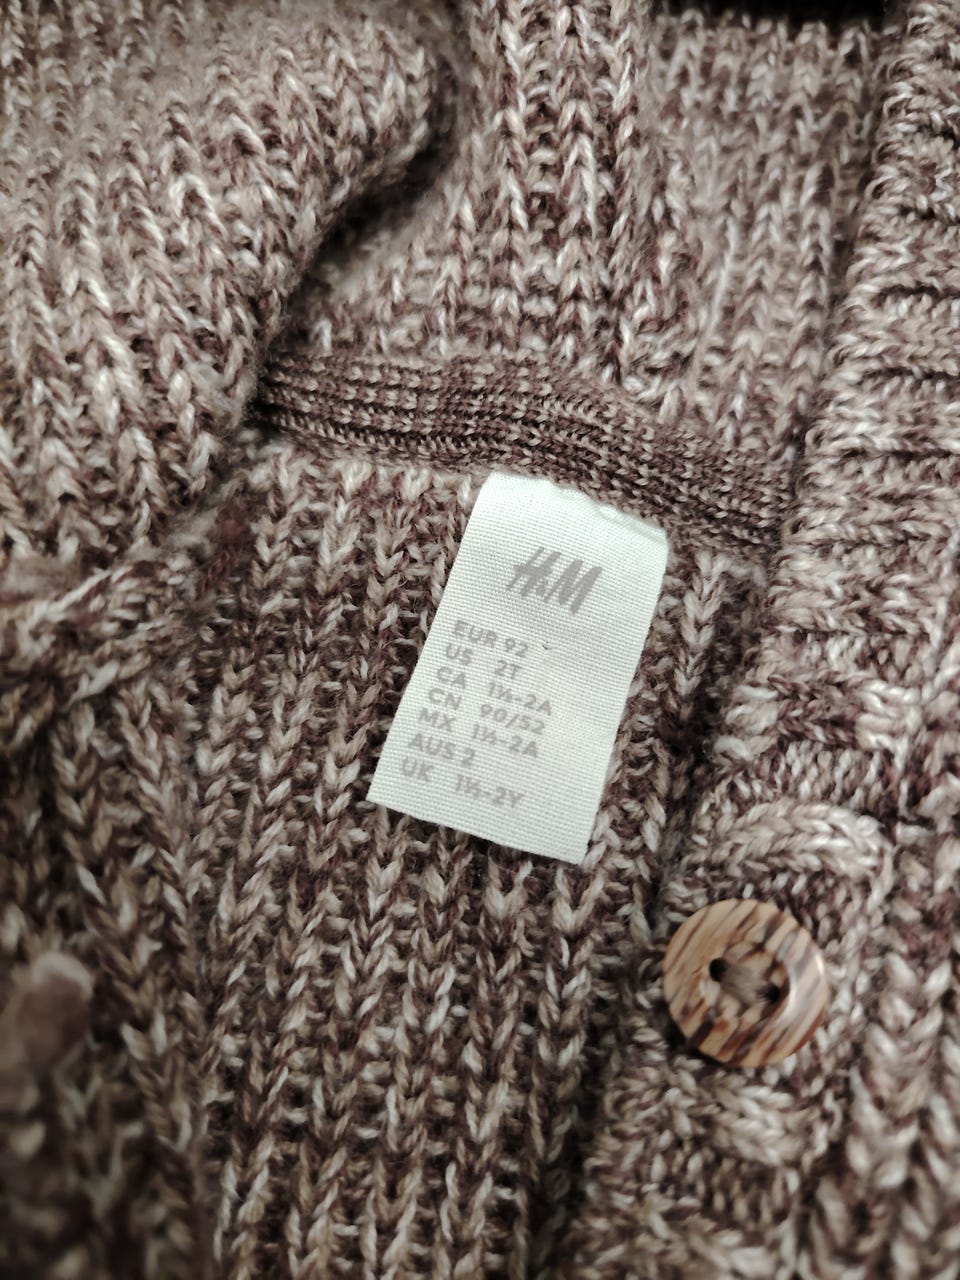 H&M
EUR 92
US 2T
CA 1½-2A
CN 90/52
MX 1½-2A
AUS 2
UK 1½-2Y